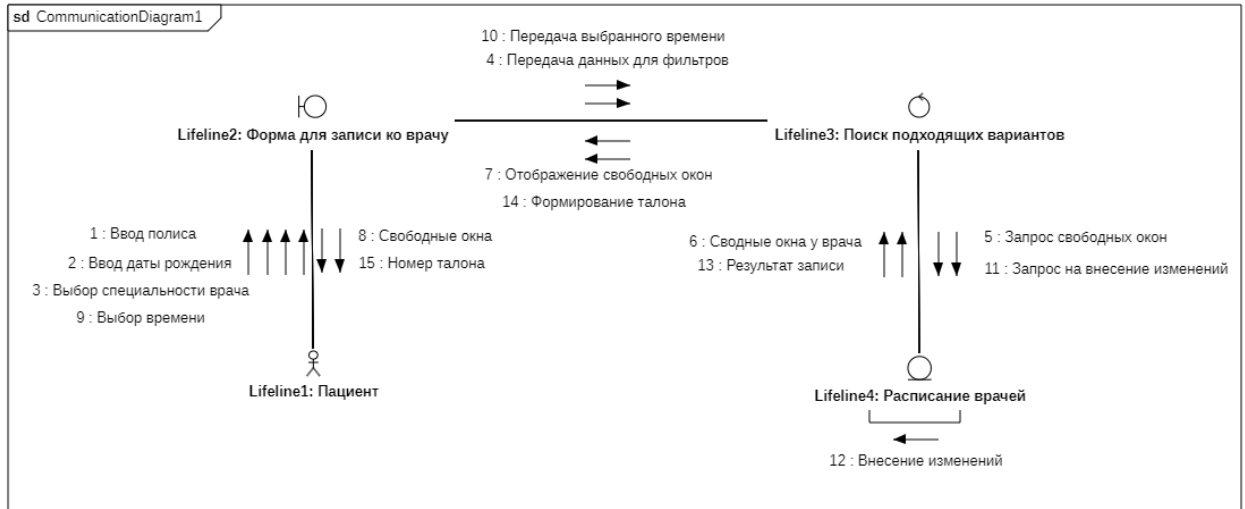 sd CommunicationDiagram1
10 : Передача выбранного времени
4 : Передача данных для фильтров
Lifeline2: Форма для записи ко врачу
Lifeline3: Поиск подходящих вариантов
7 : Отображение свободных окон
14 : Формирование талона
1 : Ввод полиса
2 : Ввод даты рождения
3 : Выбор специальности врача
9 : Выбор времени
8 : Свободные окна
15 : Номер талона
6 : Сводные окна у врача
13 : Результат записи
5 : Запрос свободных окон
11 : Запрос на внесение изменений
Lifeline1: Пациент
Lifeline4: Расписание врачей
12 : Внесение изменений